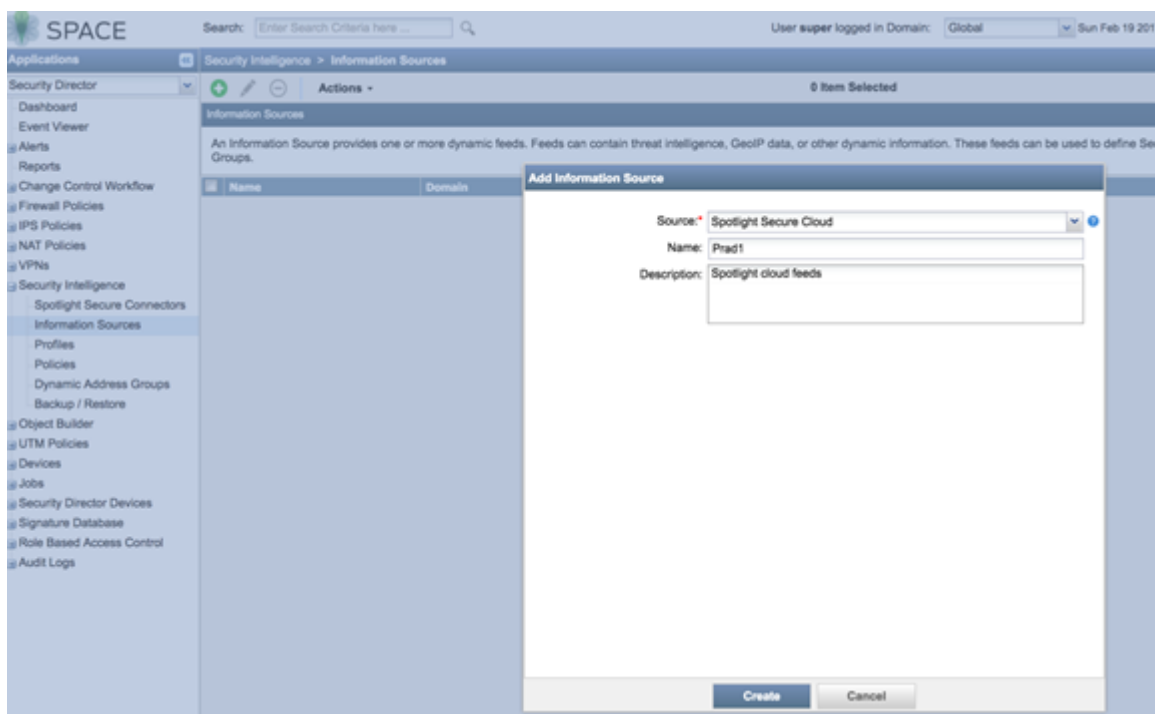 SPACE
Search: Enter Search Criteria here ...
User super logged in Domain: Global
Sun Feb 19 201
Applications
Security Intelligence > Information Sources
Security Director
Actions
0 Item Selected
Dashboard
Event Viewer
Alerts
Reports
Change Control Workflow
Firewall Policies
IPS Policies
NAT Policies
VPNs
Security Intelligence
Spotlight Secure Connectors
Information Sources
Profiles
Policies
Dynamic Address Groups
Backup / Restore
Object Builder
UTM Policies
Devices
Jobs
Security Director Devices
Signature Database
Role Based Access Control
Audit Logs
Information Sources
An Information Source provides one or more dynamic feeds. Feeds can contain threat intelligence, GeoIP data, or other dynamic information. These feeds can be used to define Se
Groups.
Name
Domain
Add Information Source
Source:* Spotlight Secure Cloud
Name: Prad1
Description: Spotlight cloud feeds
Create
Cancel